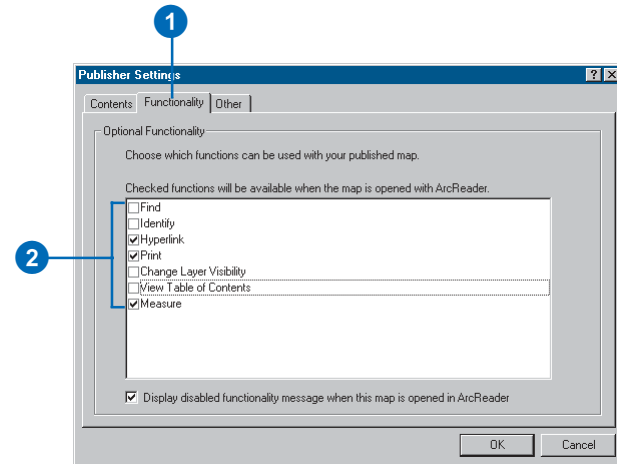 1
Publisher Settings
Contents Functionality Other
Optional Functionality
Choose which functions can be used with your published map.
Checked functions will be available when the map is opened with ArcReader.
Find
Identify
2
Hyperlink
Print
Change Layer Visibility
View Table of Contents
Measure
Display disabled functionality message when this map is opened in ArcReader
OK Cancel